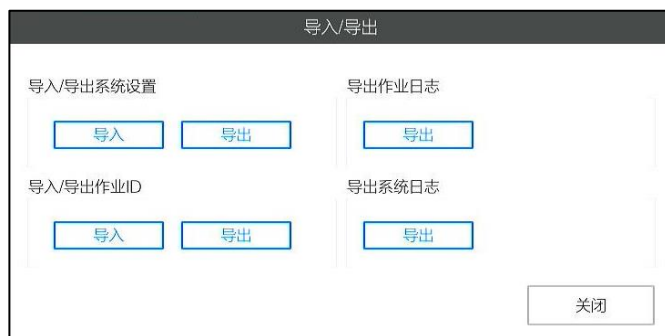 导入/导出
导入/导出系统设置
导入 导出
导出作业日志
导出
导入/导出作业ID
导入 导出
导出系统日志
导出
关闭